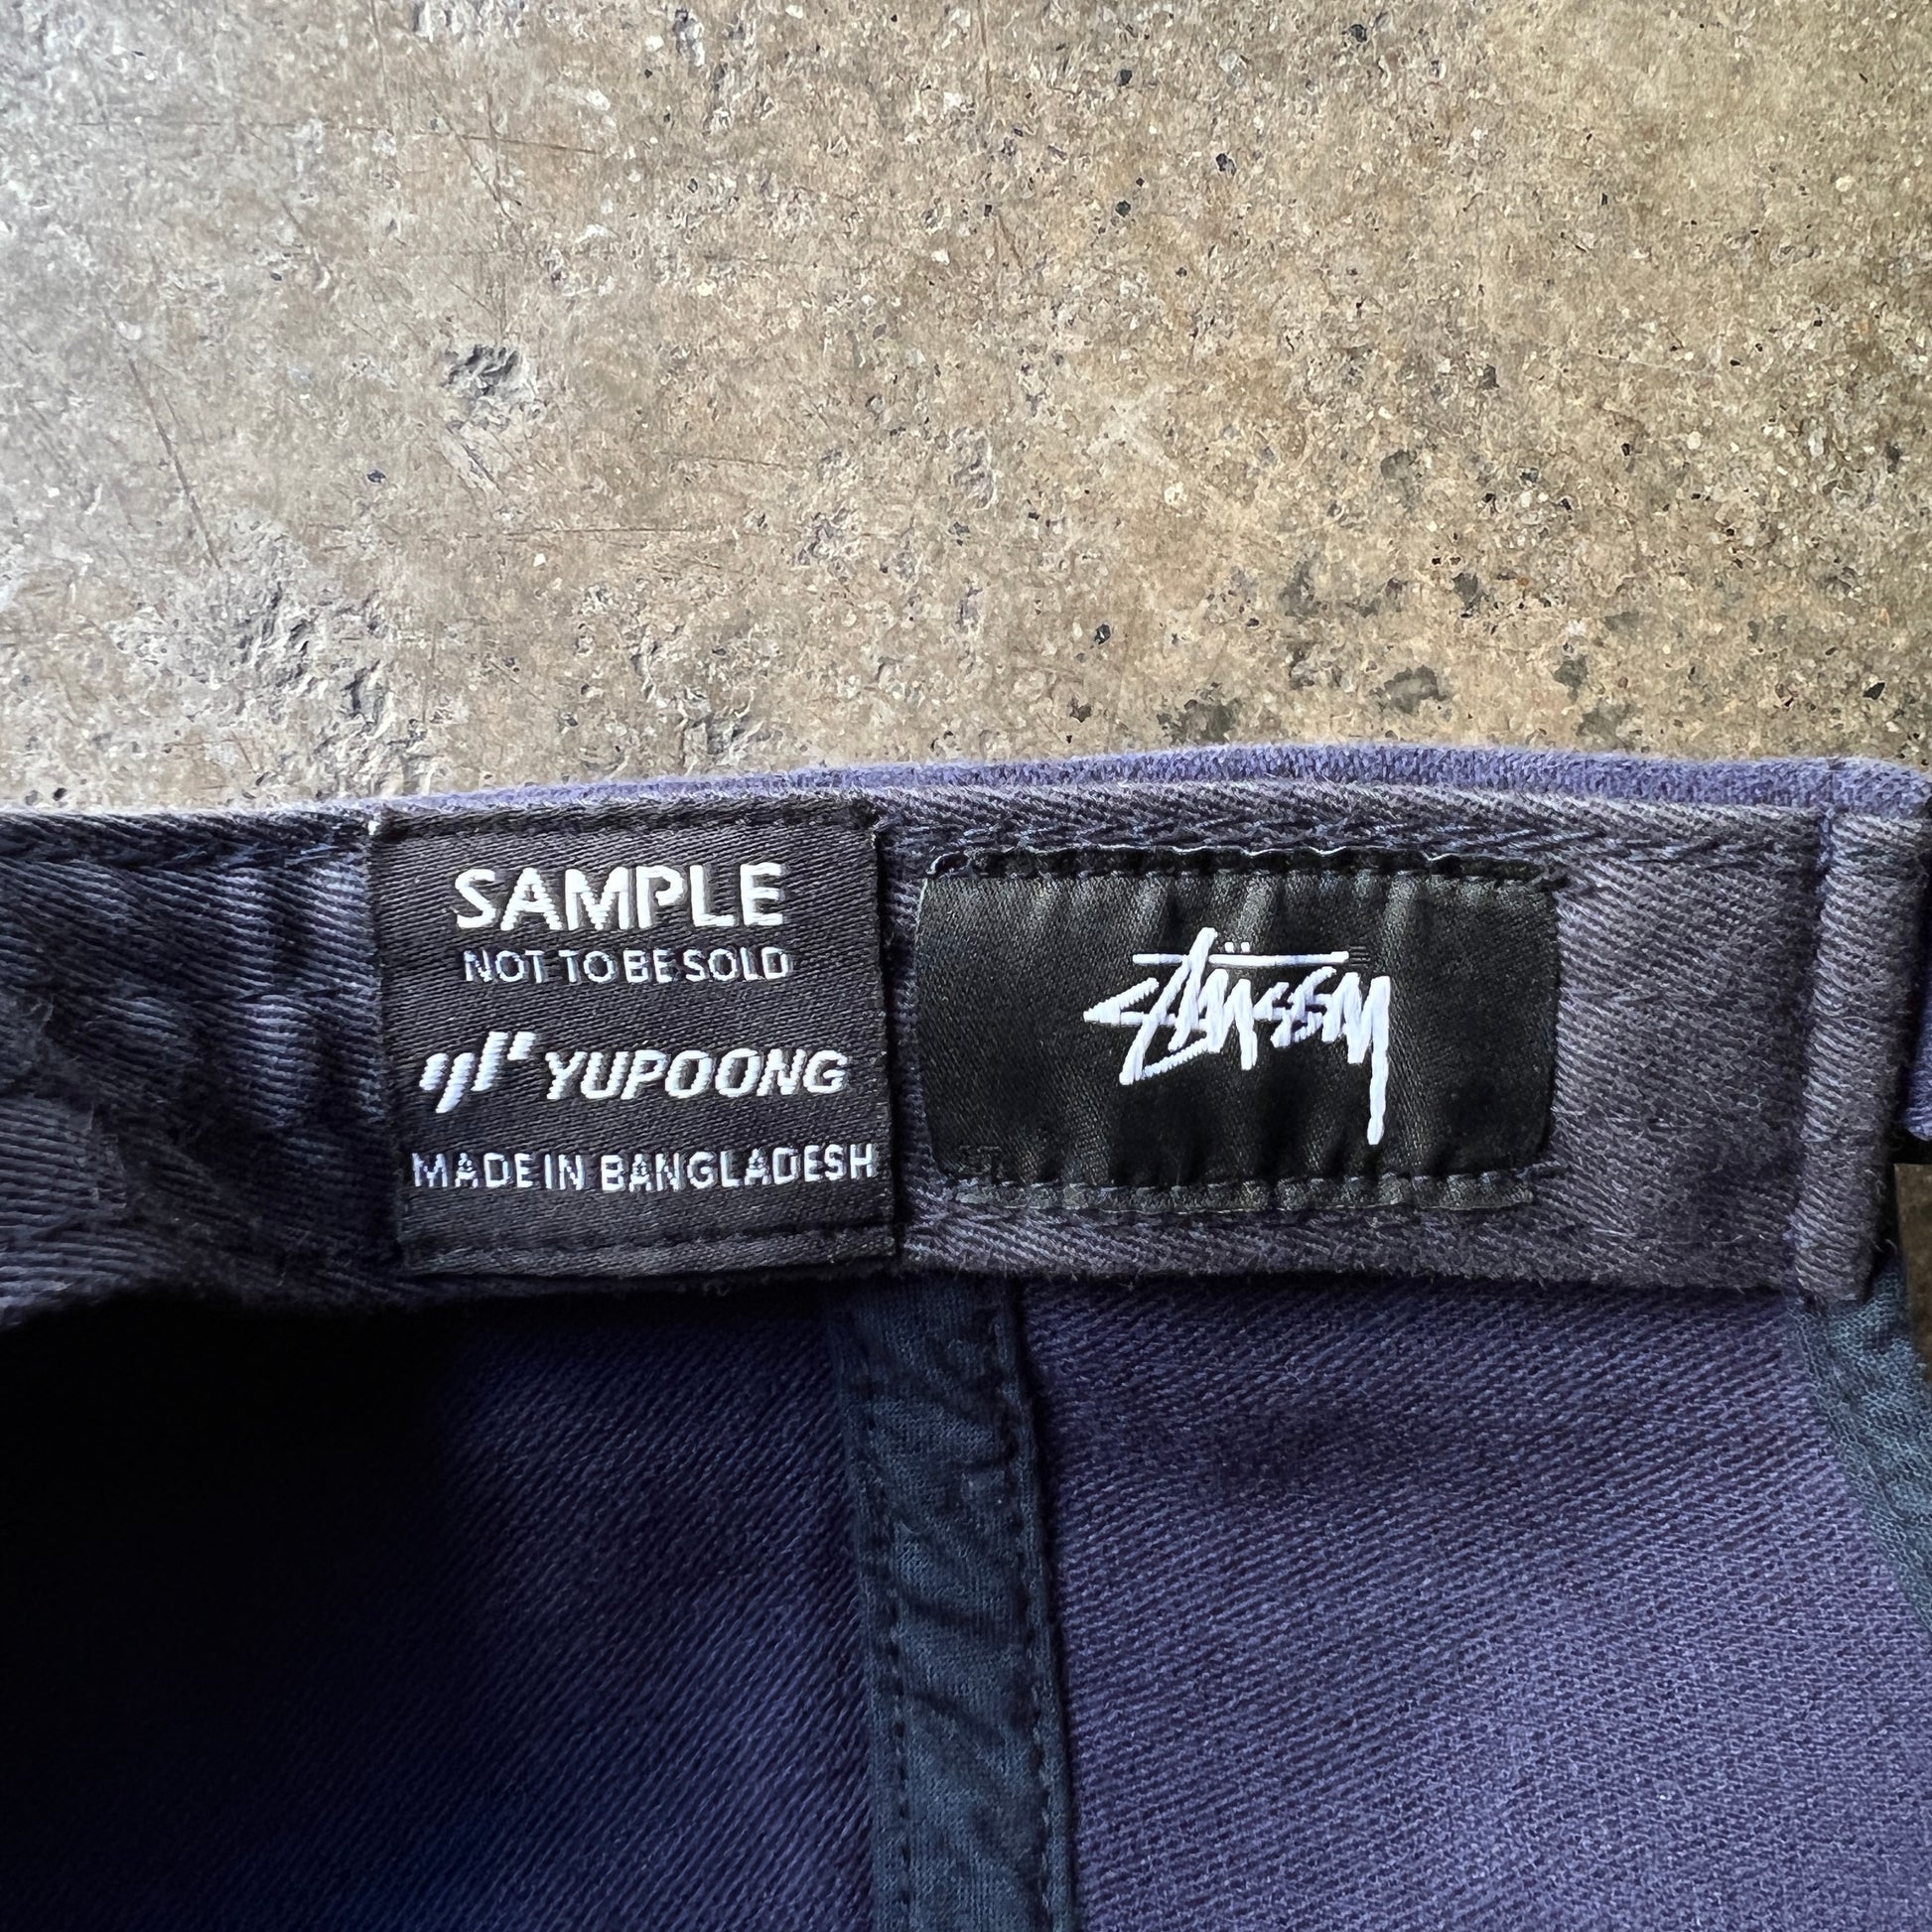 SAMPLE
NOT TO BE SOLD
YUPOONG
MADE IN BANGLADESH
Stüssy